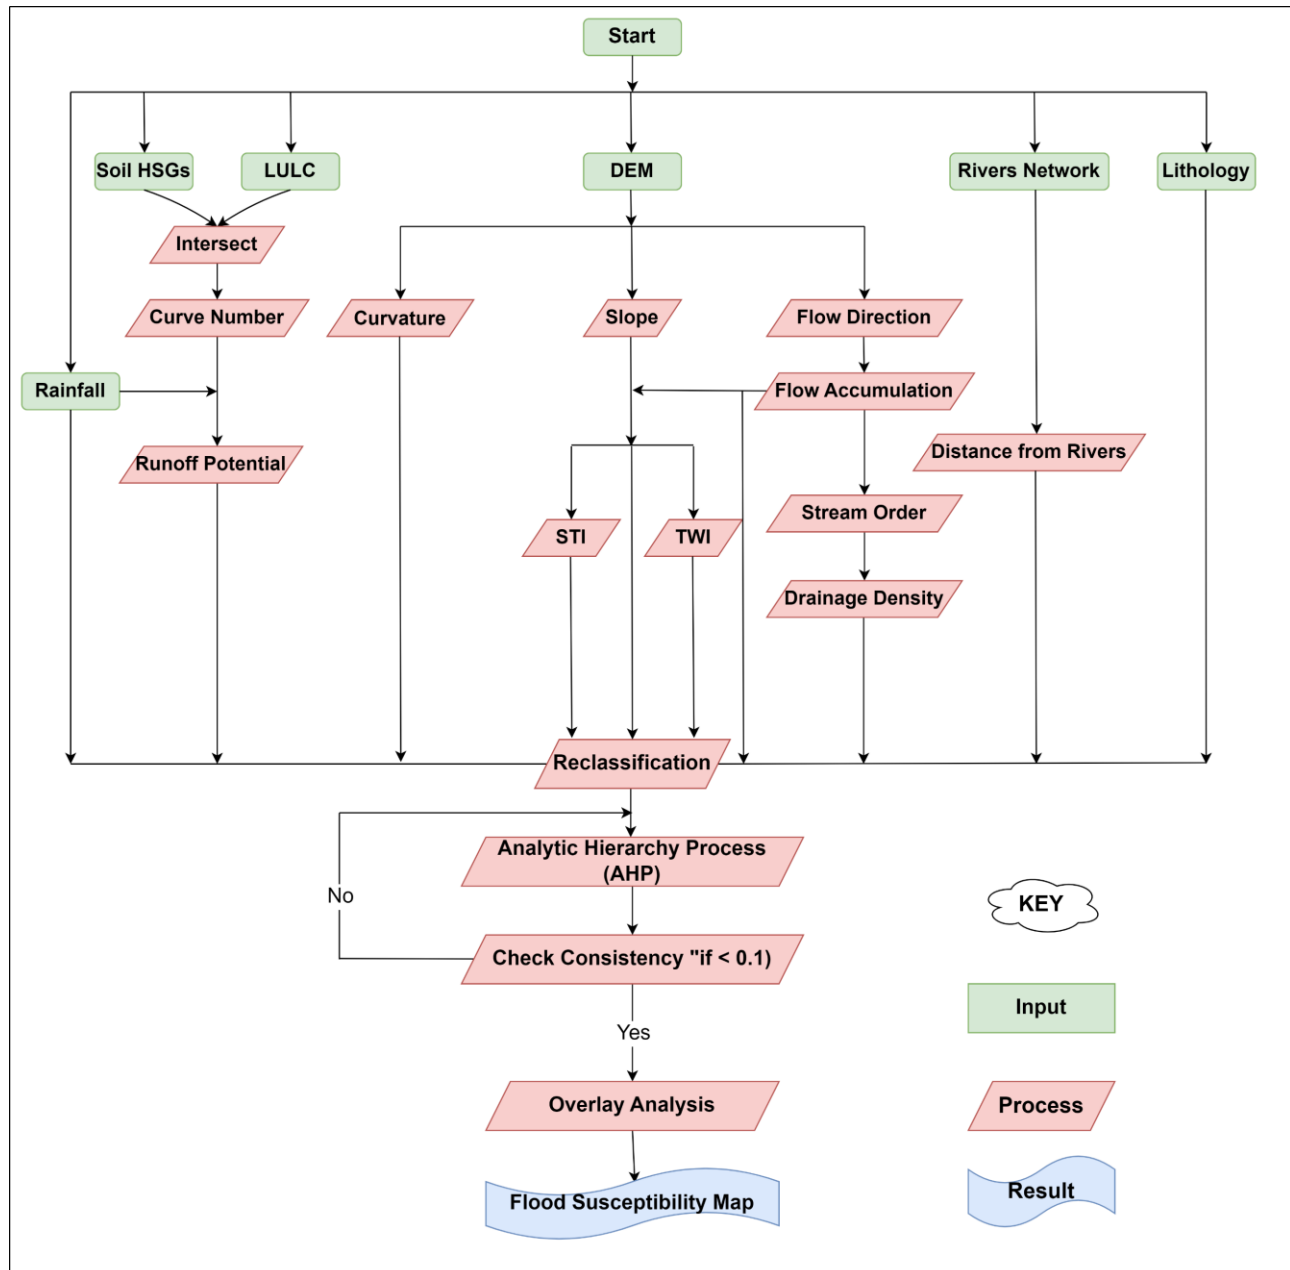 Start
Soil HSGs
LULC
DEM
Rivers Network
Lithology
Intersect
Curve Number
Curvature
Slope
Flow Direction
Rainfall
Flow Accumulation
Runoff Potential
Distance from Rivers
STI
TWI
Stream Order
Drainage Density
Reclassification
Analytic Hierarchy Process
(AHP)
No
KEY
Check Consistency "if < 0.1)
Input
Yes
Overlay Analysis
Process
Flood Susceptibility Map
Result